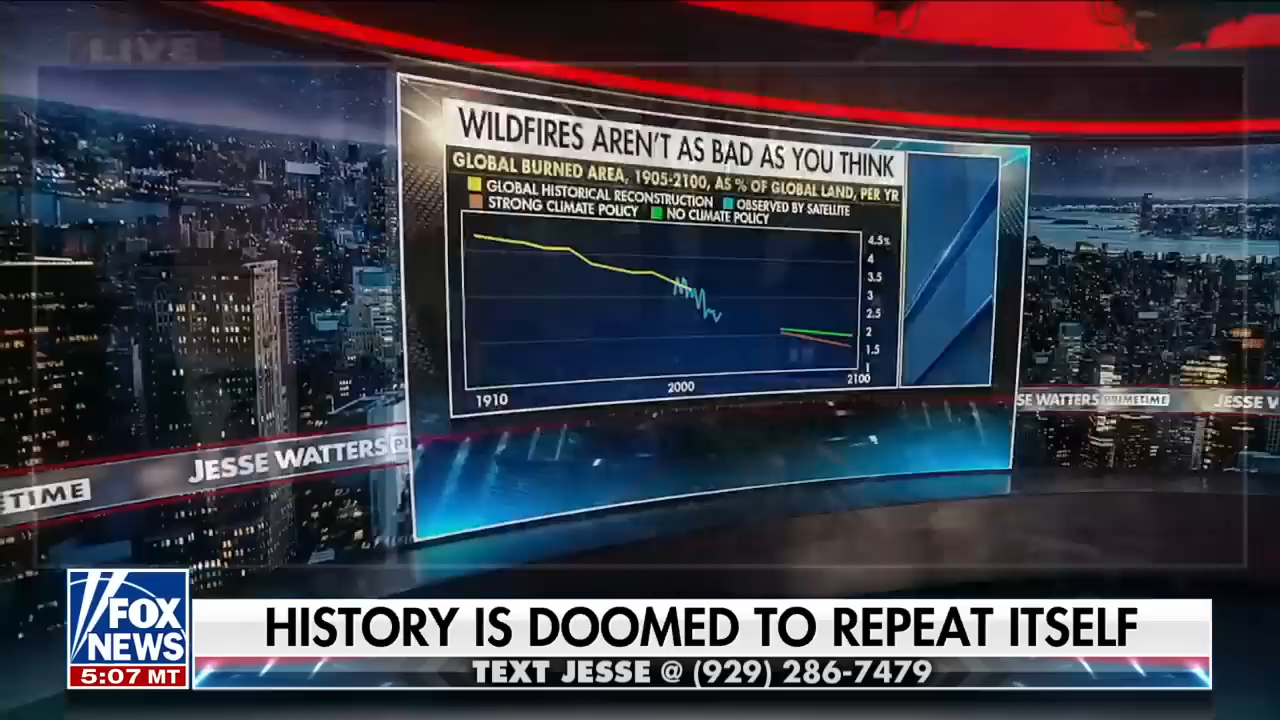 LIVE
WILDFIRES AREN'T AS BAD AS YOU THINK
GLOBAL BURNED AREA, 1905-2100, AS % OF GLOBAL LAND, PER YR
GLOBAL HISTORICAL RECONSTRUCTION OBSERVED BY SATELLITE
STRONG CLIMATE POLICY NO CLIMATE POLICY
4.5%
4
3.5
3
2.5
2
1.5
1
1910 2000 2100
JESSE WATTERS P
TIME
SE WATTERS PRIMETIME JESSE W
FOX
NEWS
5:07 MT
HISTORY IS DOOMED TO REPEAT ITSELF
TEXT JESSE @ (929) 286-7479